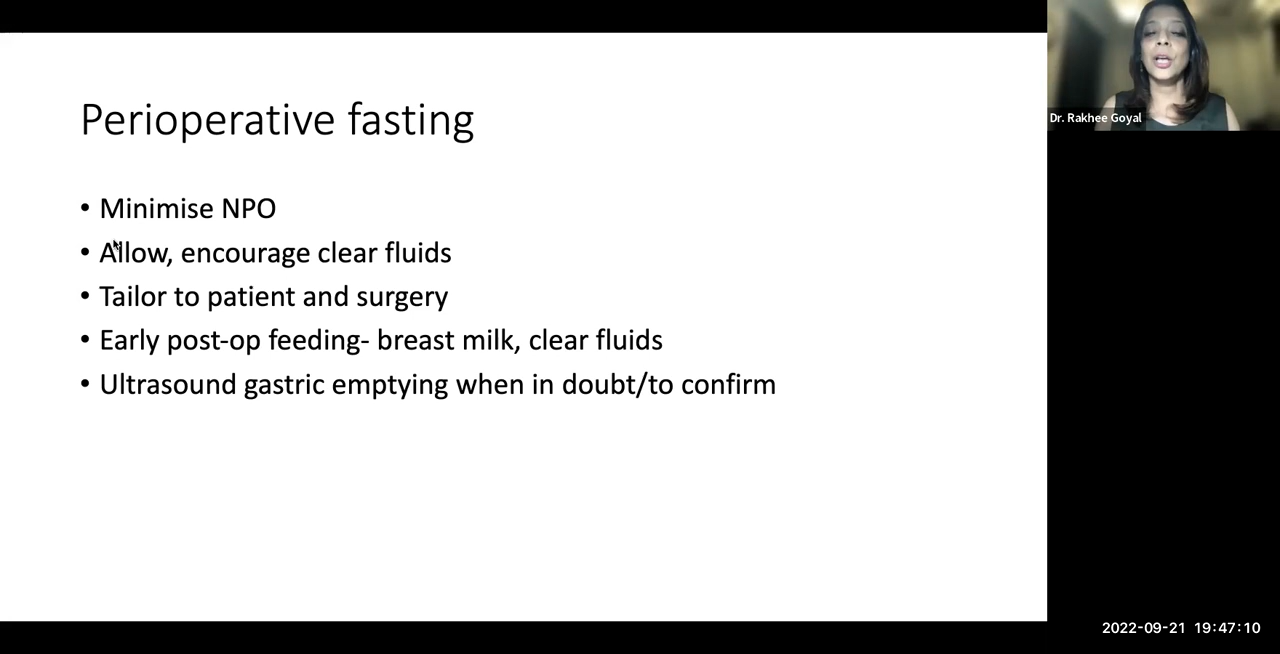 Perioperative fasting
• Minimise NPO
• Allow, encourage clear fluids
• Tailor to patient and surgery
• Early post-op feeding- breast milk, clear fluids
• Ultrasound gastric emptying when in doubt/to confirm
Dr. Rakhee Goyal
2022-09-21 19:47:10